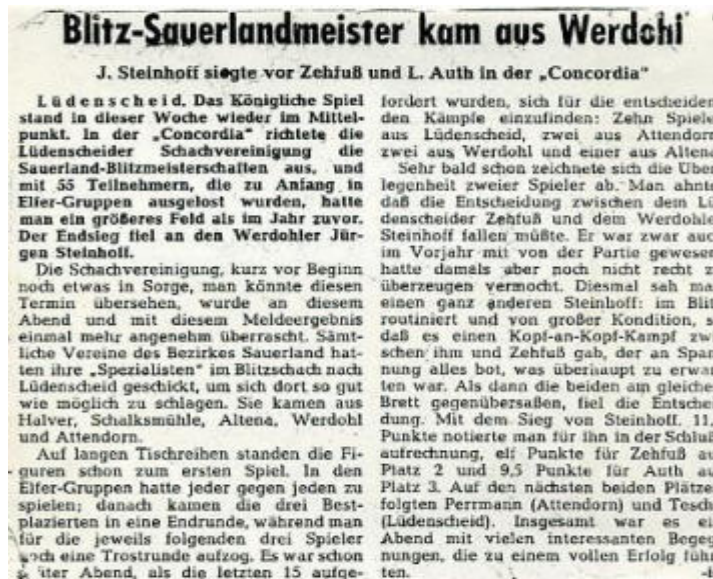 Blitz-Sauerlandmeister kam aus Werdohl
J. Steinhoff siegte vor Zehfuß und L. Auth in der „Concordia"
Lüdenscheid. Das Königliche Spiel
stand in dieser Woche wieder im Mittel-
punkt. In der „Concordia" richtete die
Lüdenscheider Schachvereinigung die
Sauerland-Blitzmeisterschaften aus, und
mit 55 Teilnehmern, die zu Anfang in
Elfer-Gruppen ausgelost wurden, hatte
man ein größeres Feld als im Jahr zuvor.
Der Endsieg fiel an den Werdohler Jür-
gen Steinhoff.
Die Schachvereinigung, kurz vor Beginn
noch etwas in Sorge, man könnte diesen
Termin übersehen, wurde an diesem
Abend und mit diesem Meldeergebnis
einmal mehr angenehm überrascht. Sämt-
liche Vereine des Bezirkes Sauerland hat-
ten ihre „Spezialisten" im Blitzschach nach
Lüdenscheid geschickt, um sich dort so gut
wie möglich zu schlagen. Sie kamen aus
Halver, Schalksmühle, Altena, Werdohl
und Attendorn.
Auf langen Tischreihen standen die Fi-
guren schon zum ersten Spiel. In den
Elfer-Gruppen hatte jeder gegen jeden zu
spielen; danach kamen die drei Best-
plazierten in eine Endrunde, während man
für die jeweils folgenden drei Spieler
noch eine Trostrunde aufzog. Es war schon
Abend, als die letzten 15 aufge-
fordert wurden, sich für die entscheiden
den Kämpfe einzufinden: Zehn Spiele
aus Lüdenscheid, zwei aus Attendorn
zwei aus Werdohl und einer aus Altena
Sehr bald schon zeichnete sich die Über
legenheit zweier Spieler ab. Man ahnte
daß die Entscheidung zwischen dem Lü
denscheider Zehfuß und dem Werdohle
Steinhoff fallen müßte. Er war zwar auc
im Vorjahr mit von der Partie gewesen
hatte damals aber noch nicht recht z
überzeugen vermocht. Diesmal sah ma
einen ganz anderen Steinhoff: im Blit
routiniert und von großer Kondition, s
daß es einen Kopf-an-Kopf-Kampf zwi
schen ihm und Zehfuß gab, der an Span
nung alles bot, was überhaupt zu erwar
ten war. Als dann die beiden am gleiche
Brett gegenübersaßen, fiel die Entschei
dung. Mit dem Sieg von Steinhoff. 11,
Punkte notierte man für ihn in der Schluß
aufrechnung, elf Punkte für Zehfuß au
Platz 2 und 9,5 Punkte für Auth au
Platz 3. Auf den nächsten beiden Plätze
folgten Perrmann (Attendorn) und Tesch
(Lüdenscheid). Insgesamt war es ei
Abend mit vielen interessanten Begeg
nungen, die zu einem vollen Erfolg führ
ten.